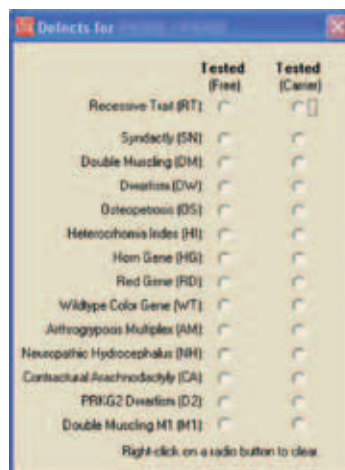 Defects for
Tested Tested
(Free) (Carrier)
Recessive Trait (RT)
Syndactly (SN)
Double Muscling (DM)
Dwarfism (DW)
Osteopetrosis (OS)
Heterochromia Irides (HI)
Horn Gene (HG)
Red Gene (RD)
Wildtype Color Gene (WT)
Arthrogryposis Multiplex (AM)
Neuropathic Hydrocephalus (NH)
Contractural Arachnodactyly (CA)
PRKG2 Dwarfism (D2)
Double Muscling M1 (M1)
Right-click on a radio button to clear.